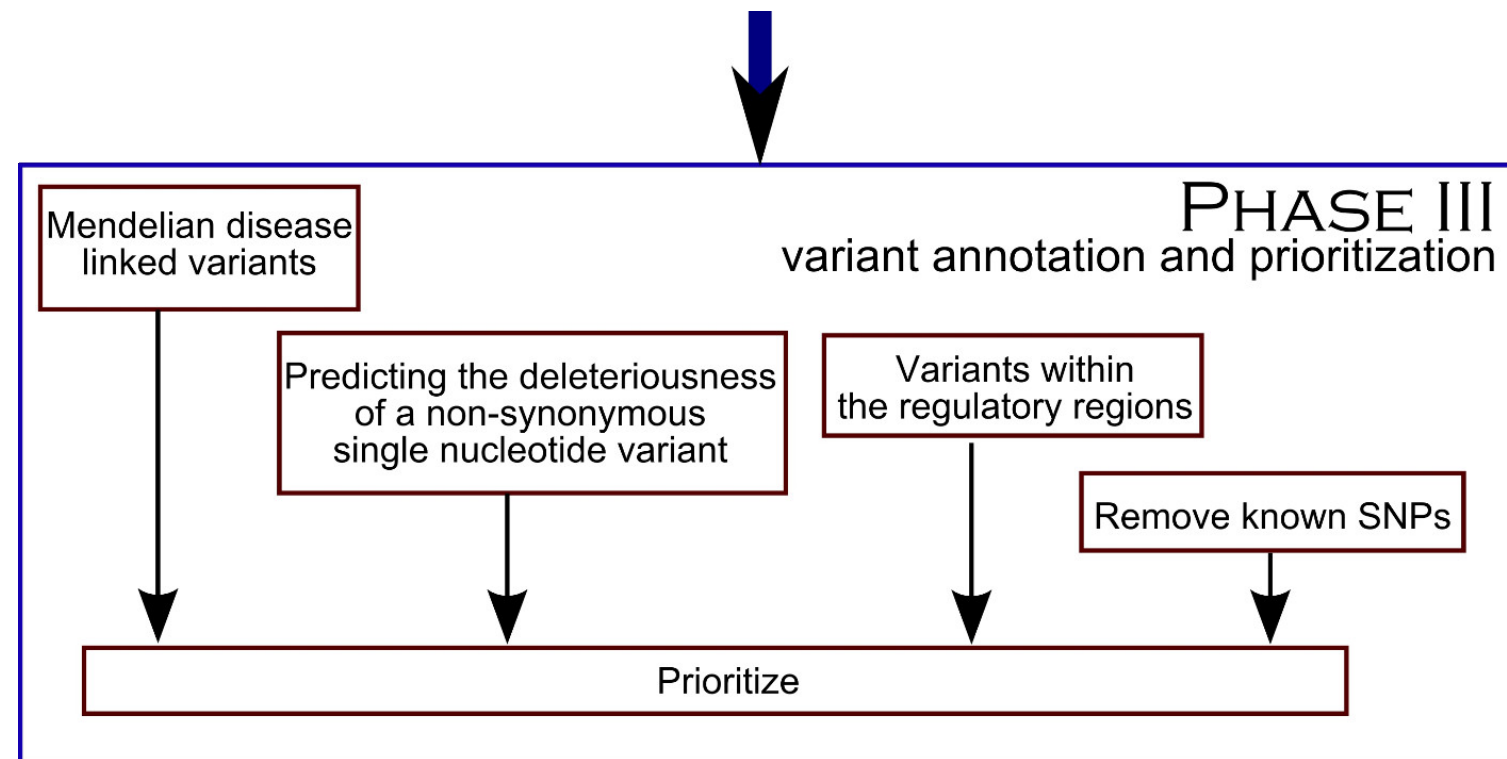 PHASE III
variant annotation and prioritization
Mendelian disease
linked variants
Predicting the deleteriousness
of a non-synonymous
single nucleotide variant
Variants within
the regulatory regions
Remove known SNPs
Prioritize